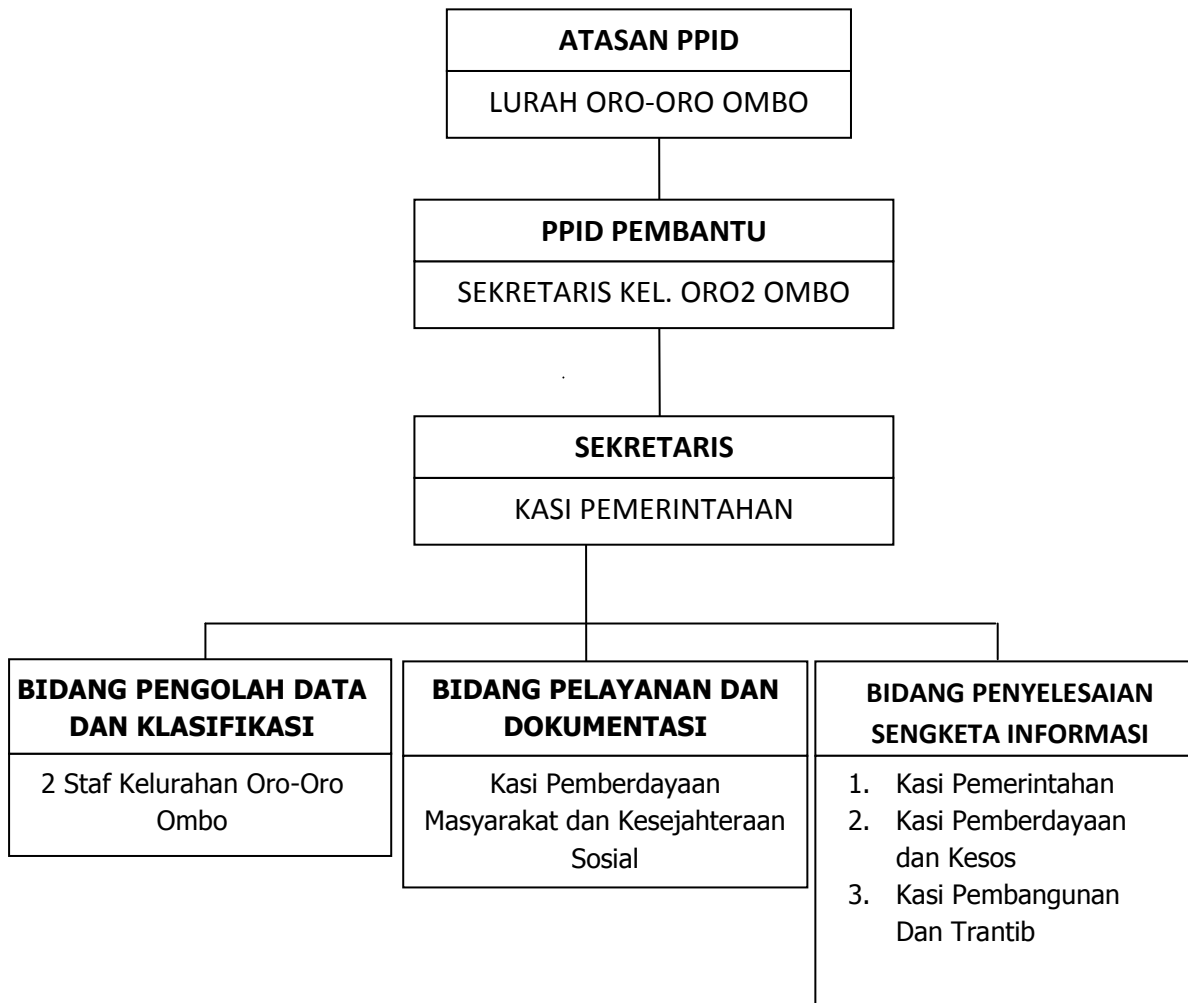 ATASAN PPID
LURAH ORO-ORO OMBO
PPID PEMBANTU
SEKRETARIS KEL. ORO2 OMBO
SEKRETARIS
KASI PEMERINTAHAN
BIDANG PENGOLAH DATA
DAN KLASIFIKASI
2 Staf Kelurahan Oro-Oro
Ombo
BIDANG PELAYANAN DAN
DOKUMENTASI
Kasi Pemberdayaan
Masyarakat dan Kesejahteraan
Sosial
BIDANG PENYELESAIAN
SENGKETA INFORMASI
1. Kasi Pemerintahan
2. Kasi Pemberdayaan
dan Kesos
3. Kasi Pembangunan
Dan Trantib